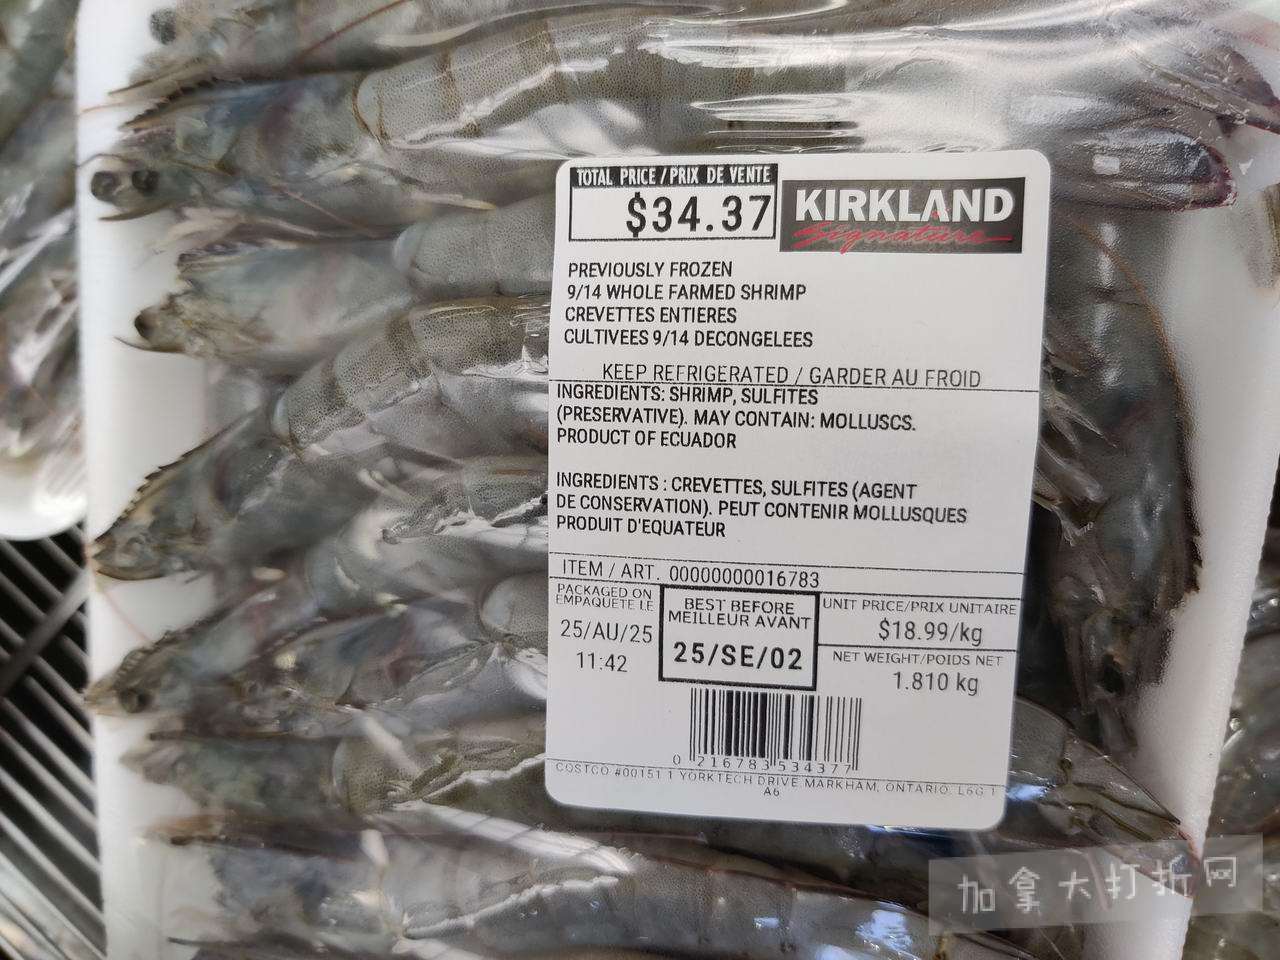 TOTAL PRICE/PRIX DE VENTE
$34.37
KIRKLAND
Signature
PREVIOUSLY FROZEN
9/14 WHOLE FARMED SHRIMP
CREVETTES ENTIERES
CULTIVEES 9/14 DECONGELEES
KEEP REFRIGERATED / GARDER AU FROID
INGREDIENTS: SHRIMP, SULFITES
(PRESERVATIVE). MAY CONTAIN: MOLLUSCS.
PRODUCT OF ECUADOR
INGREDIENTS : CREVETTES, SULFITES (AGENT
DE CONSERVATION). PEUT CONTENIR MOLLUSQUES
PRODUIT D'EQUATEUR
ITEM / ART. 00000000016783
PACKAGED ON
EMPAQUETE LE
25/AU/25
11:42
BEST BEFORE
MEILLEUR AVANT
25/SE/02
UNIT PRICE/PRIX UNITAIRE
$18.99/kg
NET WEIGHT/POIDS NET
1.810 kg
0 216783 534377
COSTCO #00151 1 YORKTECH DRIVE MARKHAM, ONTARIO L6G 1
A6
加拿大打折网